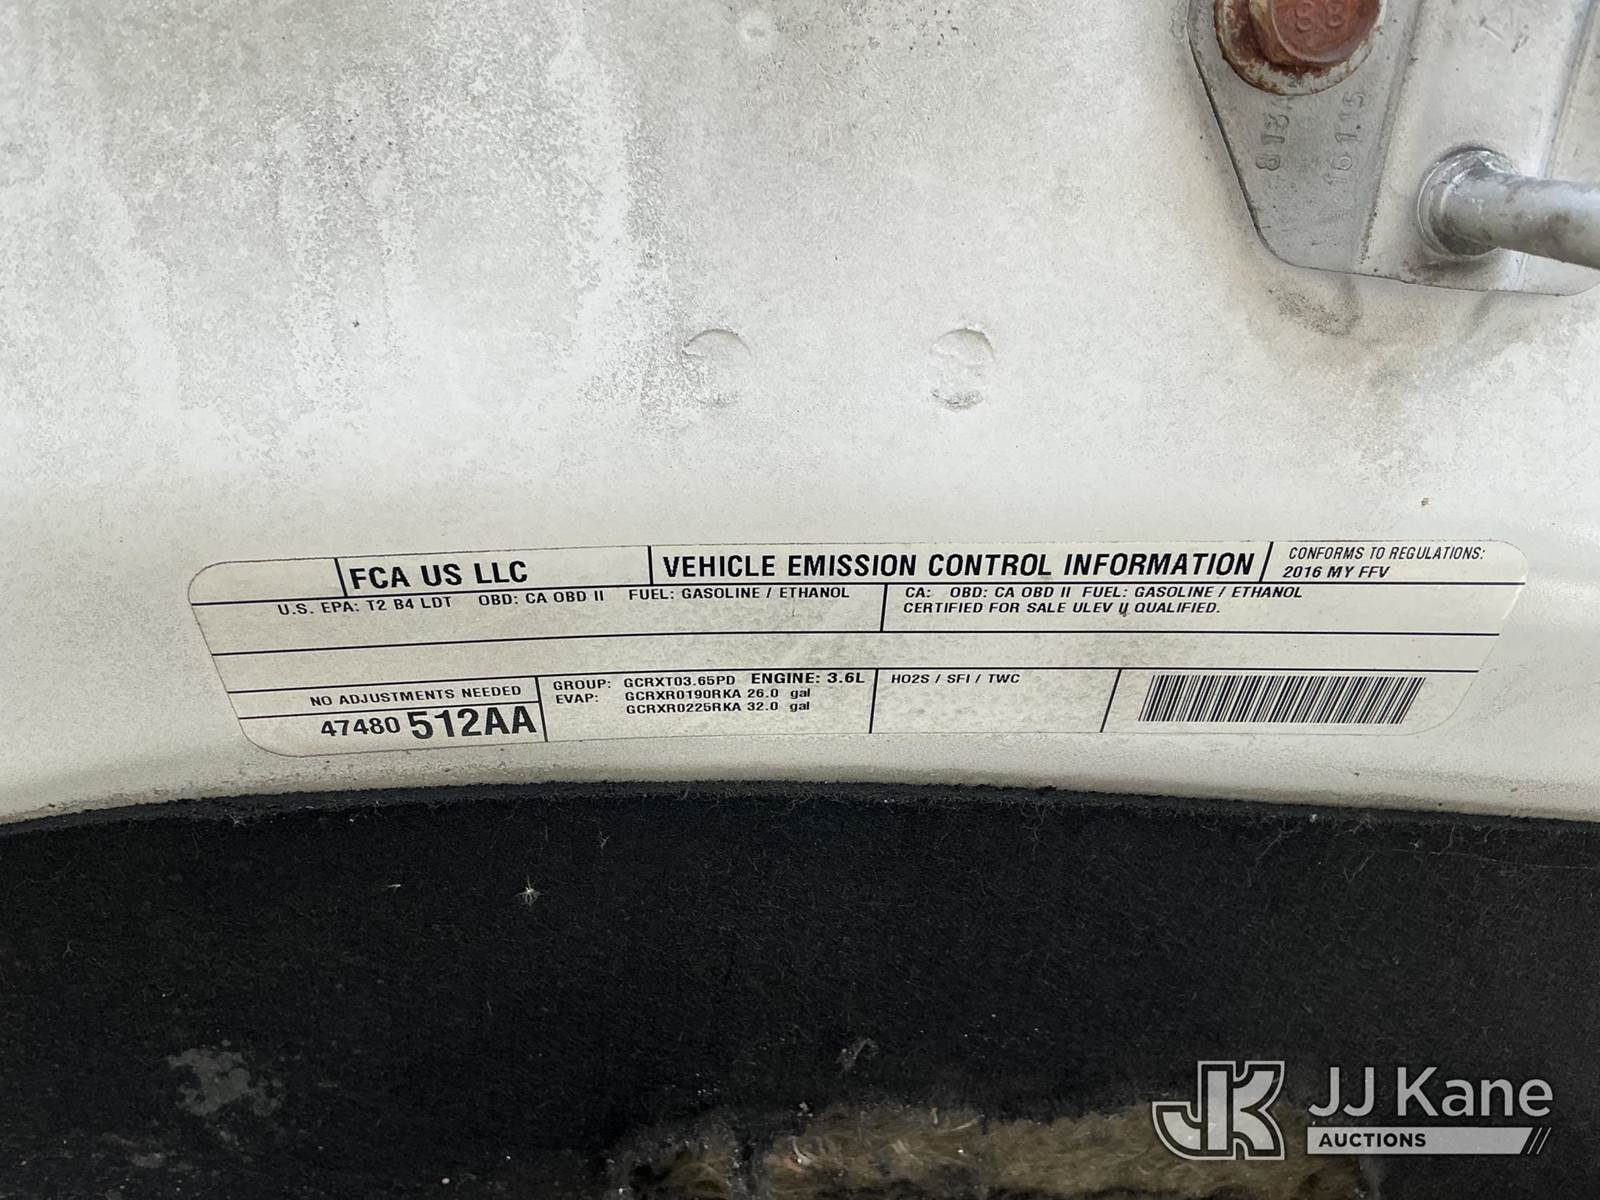 88
16115
FCA US LLC
VEHICLE EMISSION CONTROL INFORMATION
CONFORMS TO REGULATIONS:
2016 MY FFV
U.S. EPA: T2 B4 LDT OBD: CA OBD II FUEL: GASOLINE / ETHANOL
CA: OBD: CA OBD II FUEL: GASOLINE / ETHANOL
CERTIFIED FOR SALE ULEV II QUALIFIED.
NO ADJUSTMENTS NEEDED
47480 512AA
GROUP: GCRXT03.65PD ENGINE: 3.6L
EVAP: GCRXR0190RKA 26.0 gal
GCRXR0225RKA 32.0 gal
HO2S / SFI / TWC
JK
JJ Kane
AUCTIONS